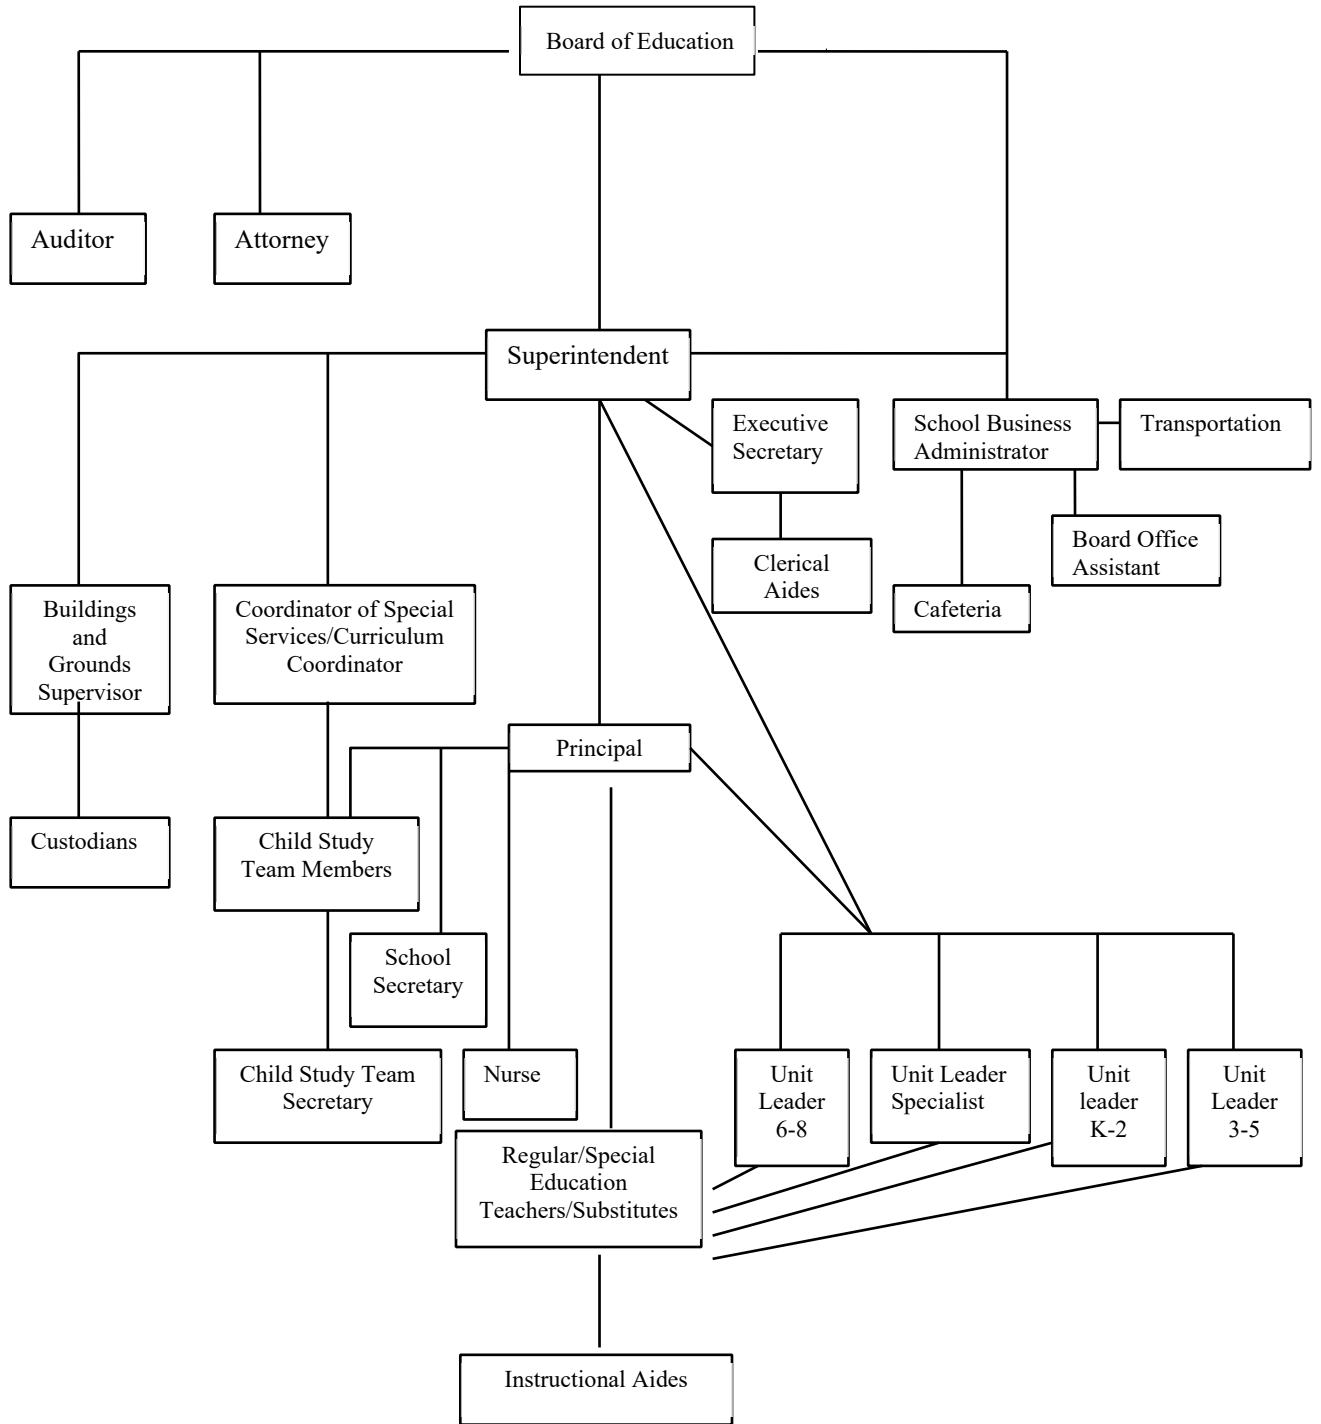 Board of Education
Auditor
Attorney
Superintendent
Executive
Secretary
School Business
Administrator
Transportation
Clerical
Aides
Board Office
Assistant
Cafeteria
Buildings
and
Grounds
Supervisor
Coordinator of Special
Services/Curriculum
Coordinator
Principal
Custodians
Child Study
Team Members
School
Secretary
Child Study Team
Secretary
Nurse
Unit
Leader
6-8
Unit Leader
Specialist
Unit
leader
K-2
Unit
Leader
3-5
Regular/Special
Education
Teachers/Substitutes
Instructional Aides